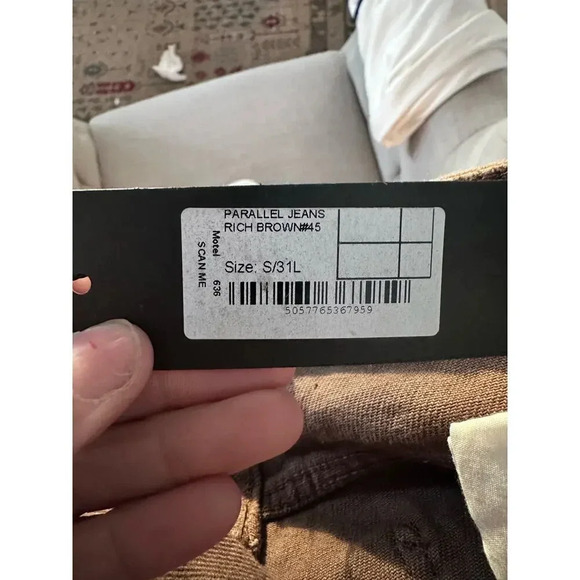 PARALLEL JEANS
RICH BROWN#45
Size: S/31L
5057765367959
Motel 636
SCAN ME